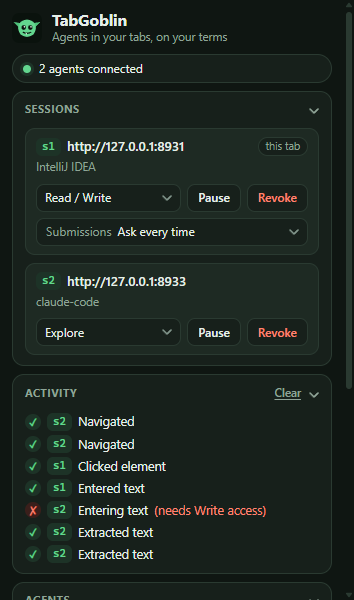 TabGoblin
Agents in your tabs, on your terms
2 agents connected
SESSIONS
s1 http://127.0.0.1:8931 this tab
IntelliJ IDEA
Read / Write Pause Revoke
Submissions Ask every time
s2 http://127.0.0.1:8933
claude-code
Explore Pause Revoke
ACTIVITY Clear
✓ s2 Navigated
✓ s2 Navigated
✓ s1 Clicked element
✓ s1 Entered text
✗ s2 Entering text (needs Write access)
✓ s2 Extracted text
✓ s2 Extracted text
AGENTS